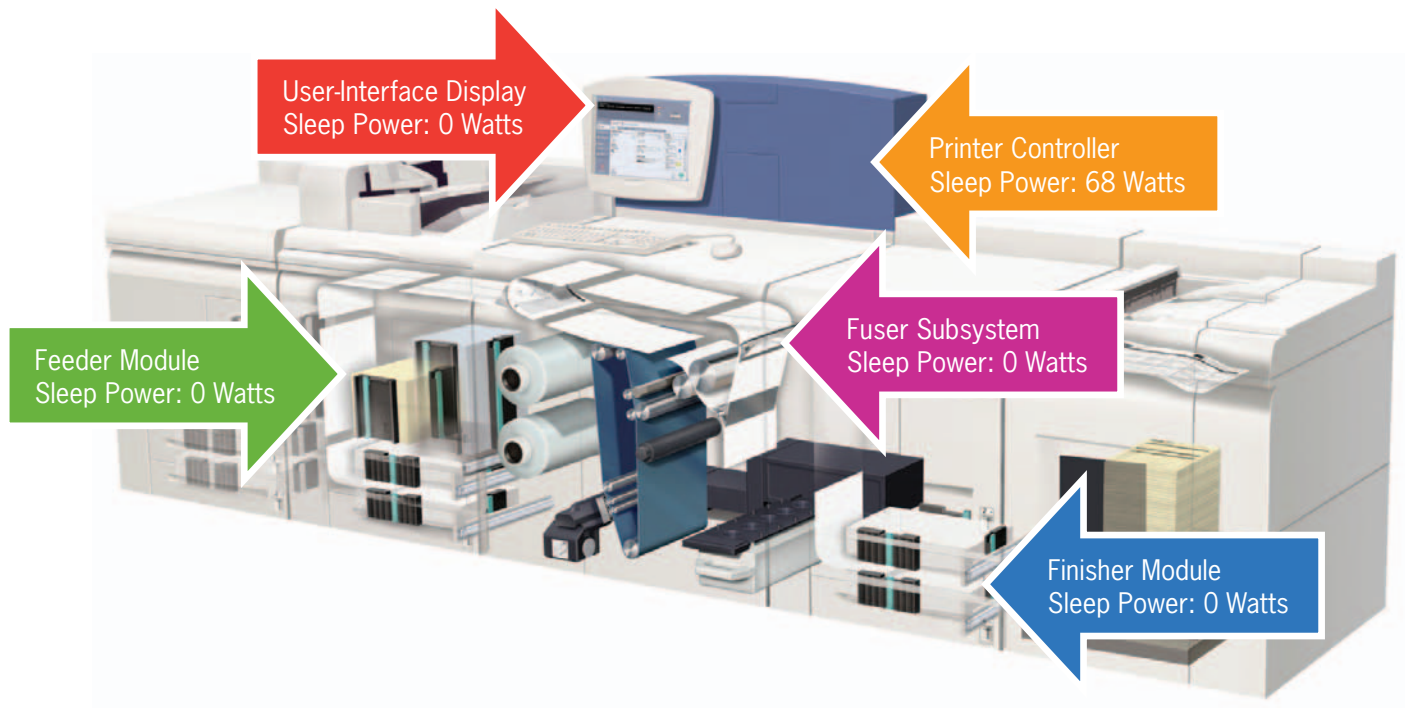 User-Interface Display
Sleep Power: 0 Watts
Printer Controller
Sleep Power: 68 Watts
Feeder Module
Sleep Power: 0 Watts
Fuser Subsystem
Sleep Power: 0 Watts
Finisher Module
Sleep Power: 0 Watts